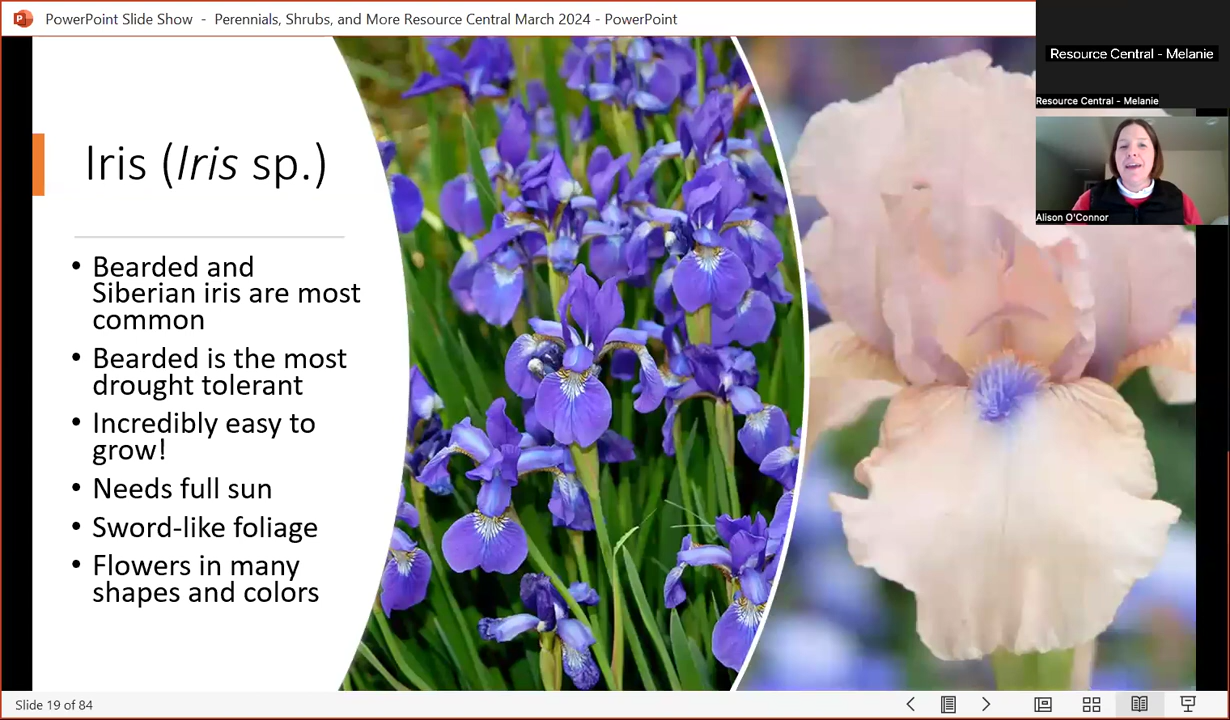 PowerPoint Slide Show - Perennials, Shrubs, and More Resource Central March 2024 - PowerPoint
Resource Central - Melanie
Resource Central - Melanie
Alison O'Connor
Iris (Iris sp.)
• Bearded and
Siberian iris are most
common
• Bearded is the most
drought tolerant
• Incredibly easy to
grow!
• Needs full sun
• Sword-like foliage
• Flowers in many
shapes and colors
Slide 19 of 84